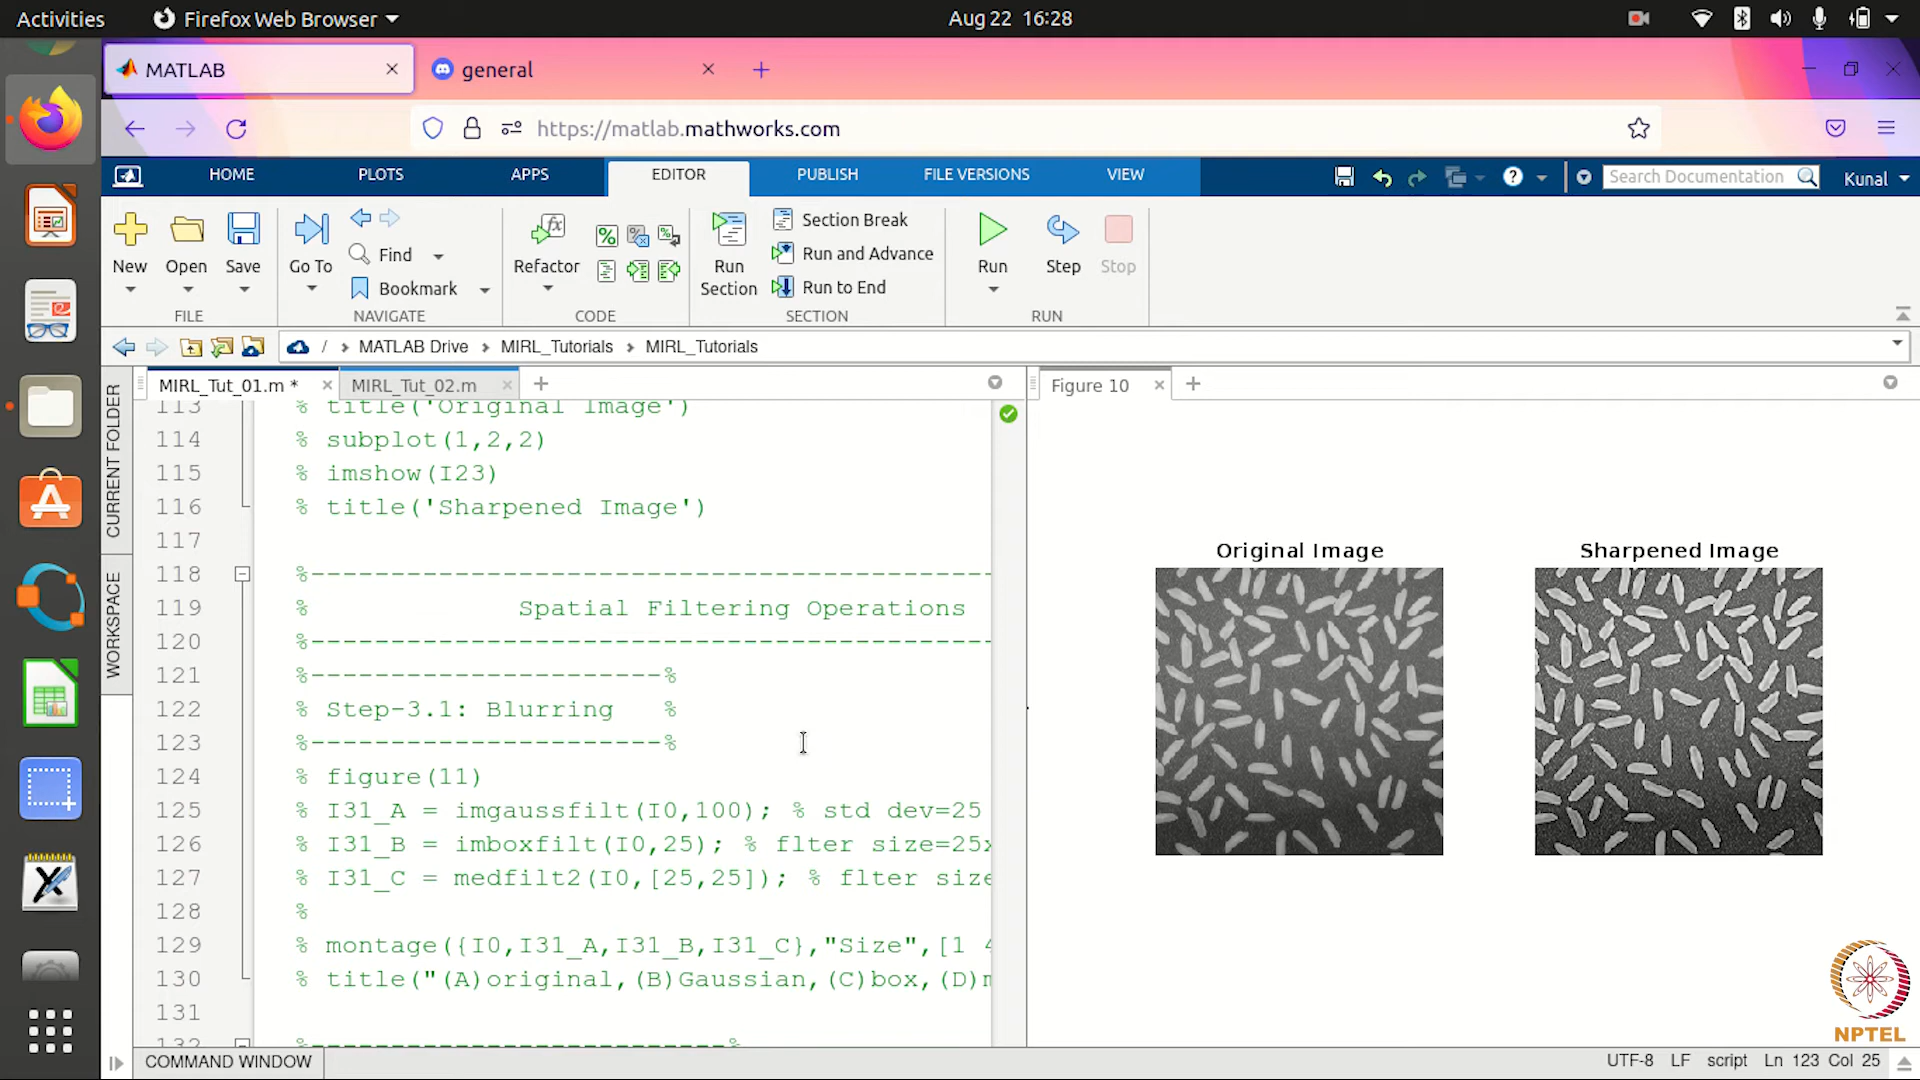 Activities
Firefox Web Browser
Aug 22 16:28
MATLAB
general
https://matlab.mathworks.com
HOME
PLOTS
APPS
EDITOR
PUBLISH
FILE VERSIONS
VIEW
Search Documentation
Kunal
New
Open
Save
FILE
Go To
Find
Bookmark
NAVIGATE
Refactor
CODE
Run Section
Section Break
Run and Advance
Run to End
SECTION
Run
Step
Stop
RUN
/ MATLAB Drive MIRL_Tutorials MIRL_Tutorials
CURRENT FOLDER
WORKSPACE
MIRL_Tut_01.m *
MIRL_Tut_02.m
113 % title('Original Image')
114 % subplot(1,2,2)
115 % imshow(I23)
116 % title('Sharpened Image')
117
118 %-------------------------------------------
119 % Spatial Filtering Operations
120 %-------------------------------------------
121 %----------------------%
122 % Step-3.1: Blurring %
123 %----------------------%
124 % figure(11)
125 % I31_A = imgaussfilt(I0,100); % std dev=25
126 % I31_B = imboxfilt(I0,25); % flter size=25x
127 % I31_C = medfilt2(I0,[25,25]); % flter size
128 %
129 % montage({I0,I31_A,I31_B,I31_C},"Size",[1 4
130 % title("(A)original,(B)Gaussian,(C)box,(D)m
131
132 %--------------------------%
Figure 10
Original Image
Sharpened Image
NPTEL
COMMAND WINDOW
UTF-8 LF script Ln 123 Col 25